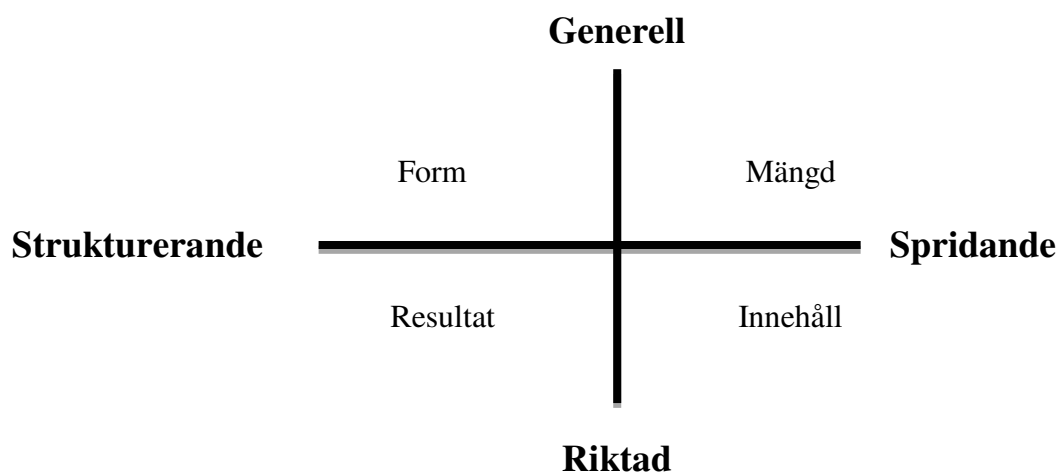 Generell
Form Mängd
Strukturerande Spridande
Resultat Innehåll
Riktad